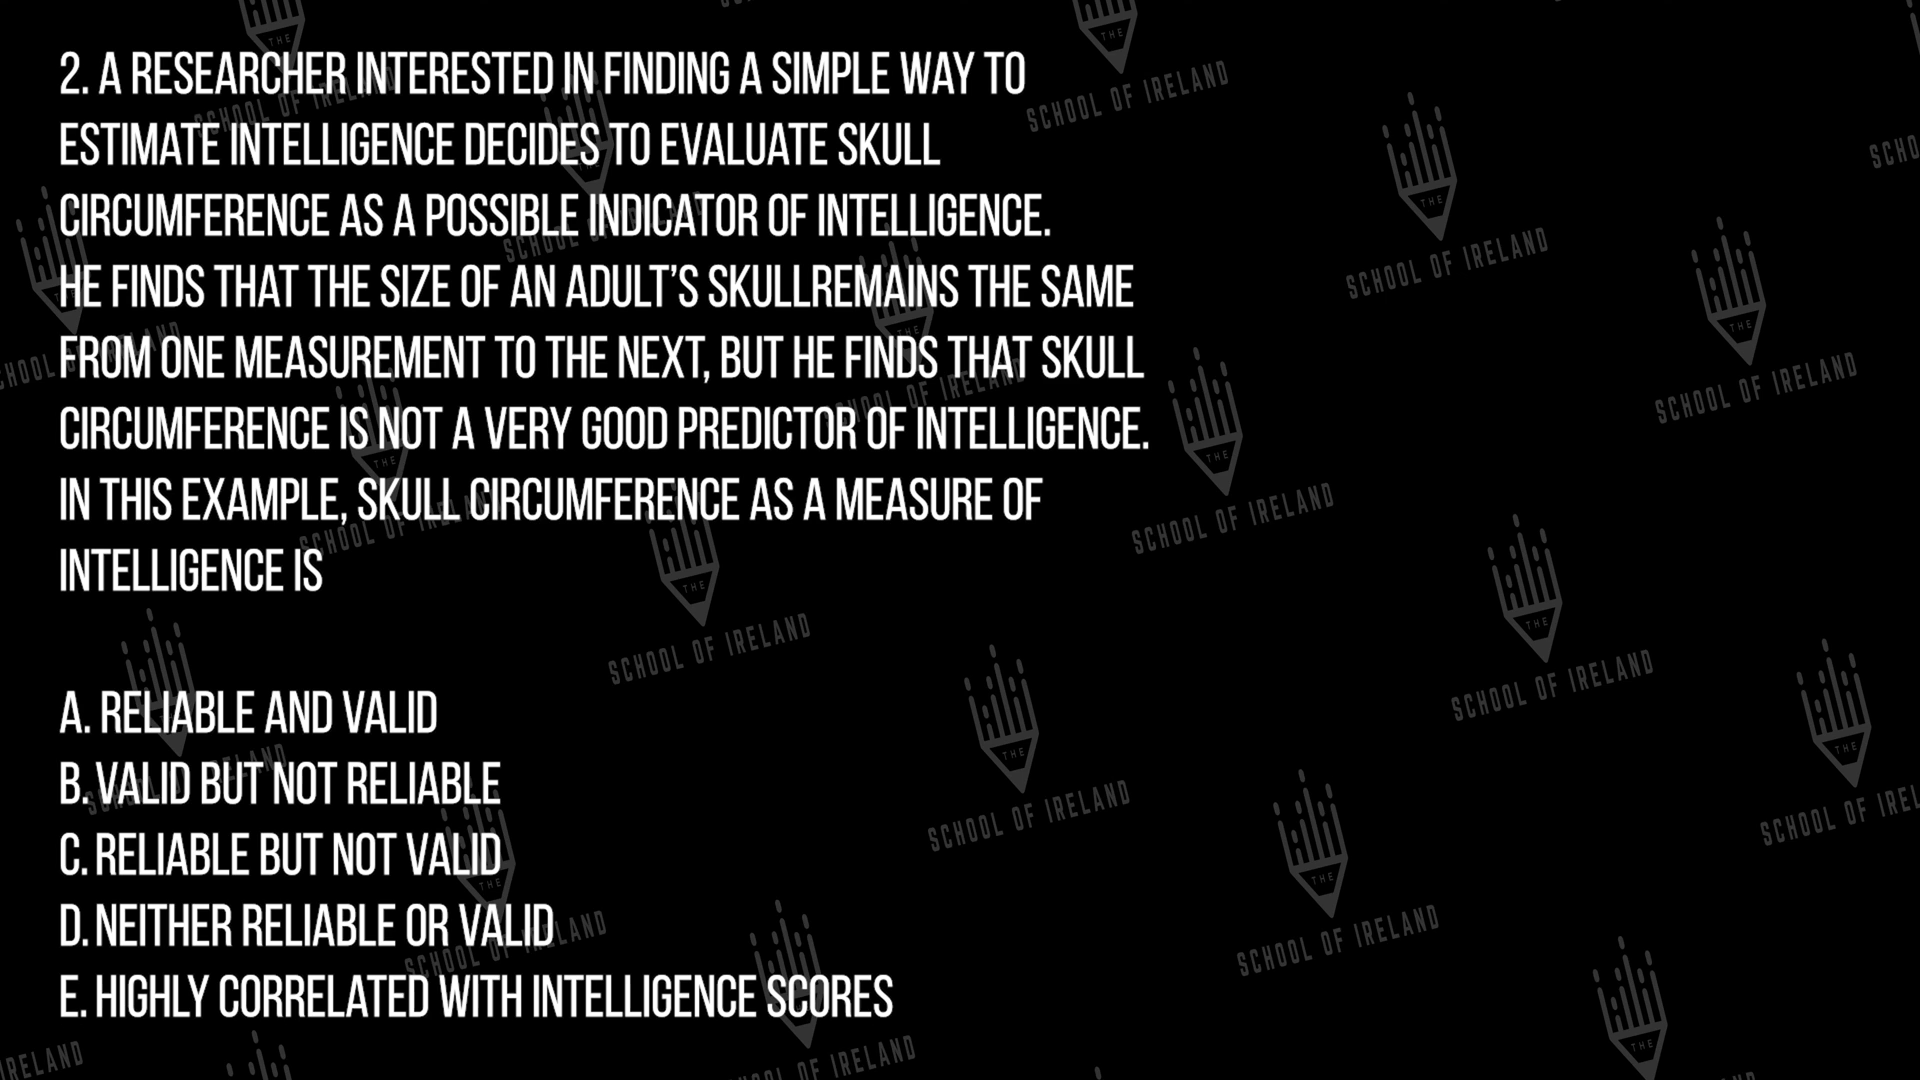 2. A RESEARCHER INTERESTED IN FINDING A SIMPLE WAY TO
ESTIMATE INTELLIGENCE DECIDES TO EVALUATE SKULL
CIRCUMFERENCE AS A POSSIBLE INDICATOR OF INTELLIGENCE.
HE FINDS THAT THE SIZE OF AN ADULT’S SKULLREMAINS THE SAME
FROM ONE MEASUREMENT TO THE NEXT, BUT HE FINDS THAT SKULL
CIRCUMFERENCE IS NOT A VERY GOOD PREDICTOR OF INTELLIGENCE.
IN THIS EXAMPLE, SKULL CIRCUMFERENCE AS A MEASURE OF
INTELLIGENCE IS
A. RELIABLE AND VALID
B. VALID BUT NOT RELIABLE
C. RELIABLE BUT NOT VALID
D. NEITHER RELIABLE OR VALID
E. HIGHLY CORRELATED WITH INTELLIGENCE SCORES
THE
SCHOOL OF IRELAND